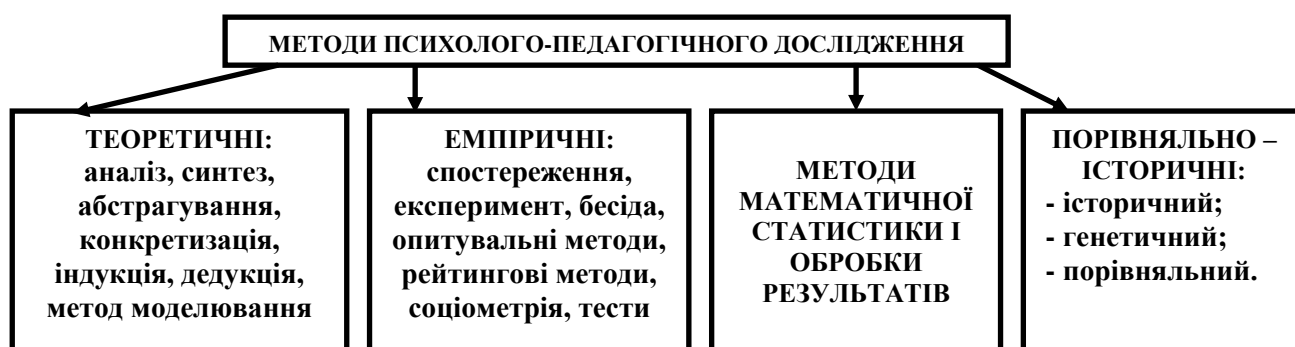 МЕТОДИ ПСИХОЛОГО-ПЕДАГОГІЧНОГО ДОСЛІДЖЕННЯ
ТЕОРЕТИЧНІ:
аналіз, синтез,
абстрагування,
конкретизація,
індукція, дедукція,
метод моделювання
ЕМПІРИЧНІ:
спостереження,
експеримент, бесіда,
опитувальні методи,
рейтингові методи,
соціометрія, тести
МЕТОДИ
МАТЕМАТИЧНОЇ
СТАТИСТИКИ І
ОБРОБКИ
РЕЗУЛЬТАТІВ
ПОРІВНЯЛЬНО –
ІСТОРИЧНІ:
- історичний;
- генетичний;
- порівняльний.